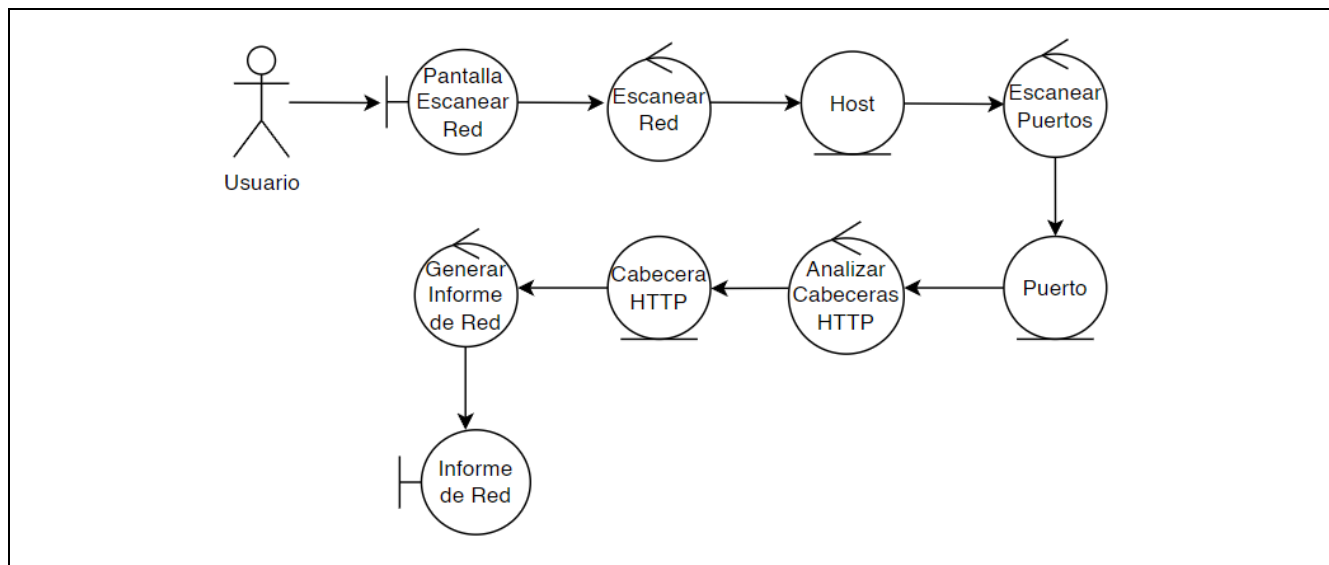 Usuario
Pantalla
Escanear
Red
Escanear
Red
Host
Escanear
Puertos
Puerto
Analizar
Cabeceras
HTTP
Cabecera
HTTP
Generar
Informe
de Red
Informe
de Red